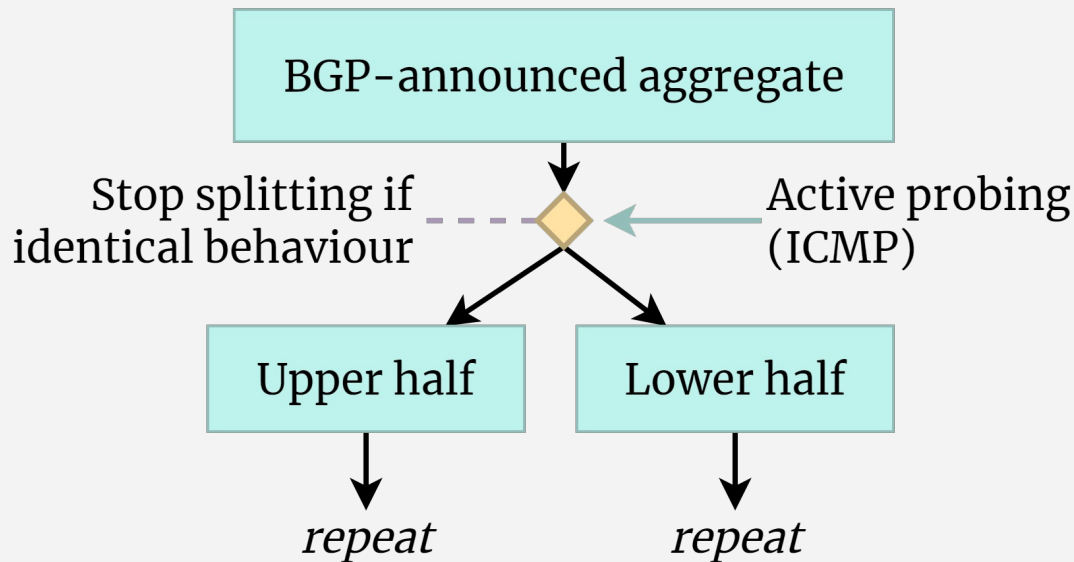 BGP-announced aggregate
Stop splitting if
identical behaviour
Active probing
(ICMP)
Upper half
Lower half
repeat
repeat